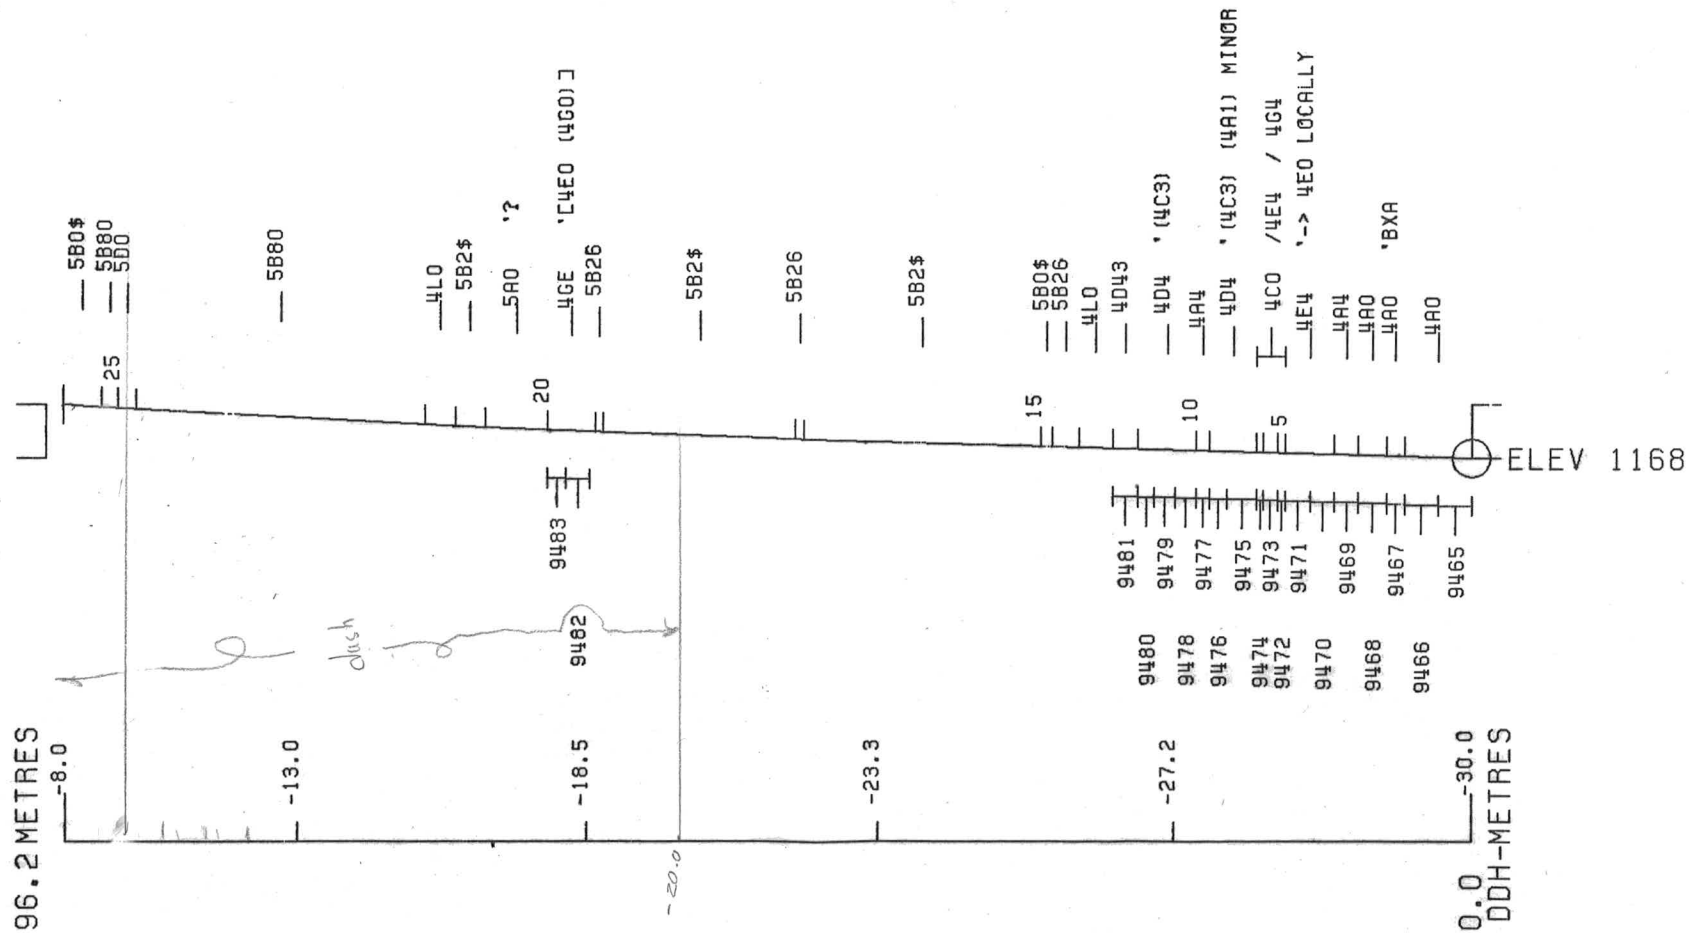 96.2 METRES
5B0$
5B80
5D0
5B80
4L0
5B2$
5A0 '?
4GE '[4E0 (4G0)]
5B26
5B2$
5B26
5B2$
5B0$
5B26
4L0
4D43
4D4 '(4C3)
4A4
4D4 '(4C3) (4A1) MINOR
4C0 /4E4 / 4G4
4E4 '-> 4E0 LOCALLY
4A4
4A0
4A0 'BXA
4A0
25
20
15
10
5
ELEV 1168
9483
9482
9481
9480
9479
9478
9477
9476
9475
9474
9473
9472
9471
9470
9469
9468
9467
9466
9465
dash
-8.0
-13.0
-18.5
-20.0
-23.3
-27.2
-30.0
0.0
DDH-METRES